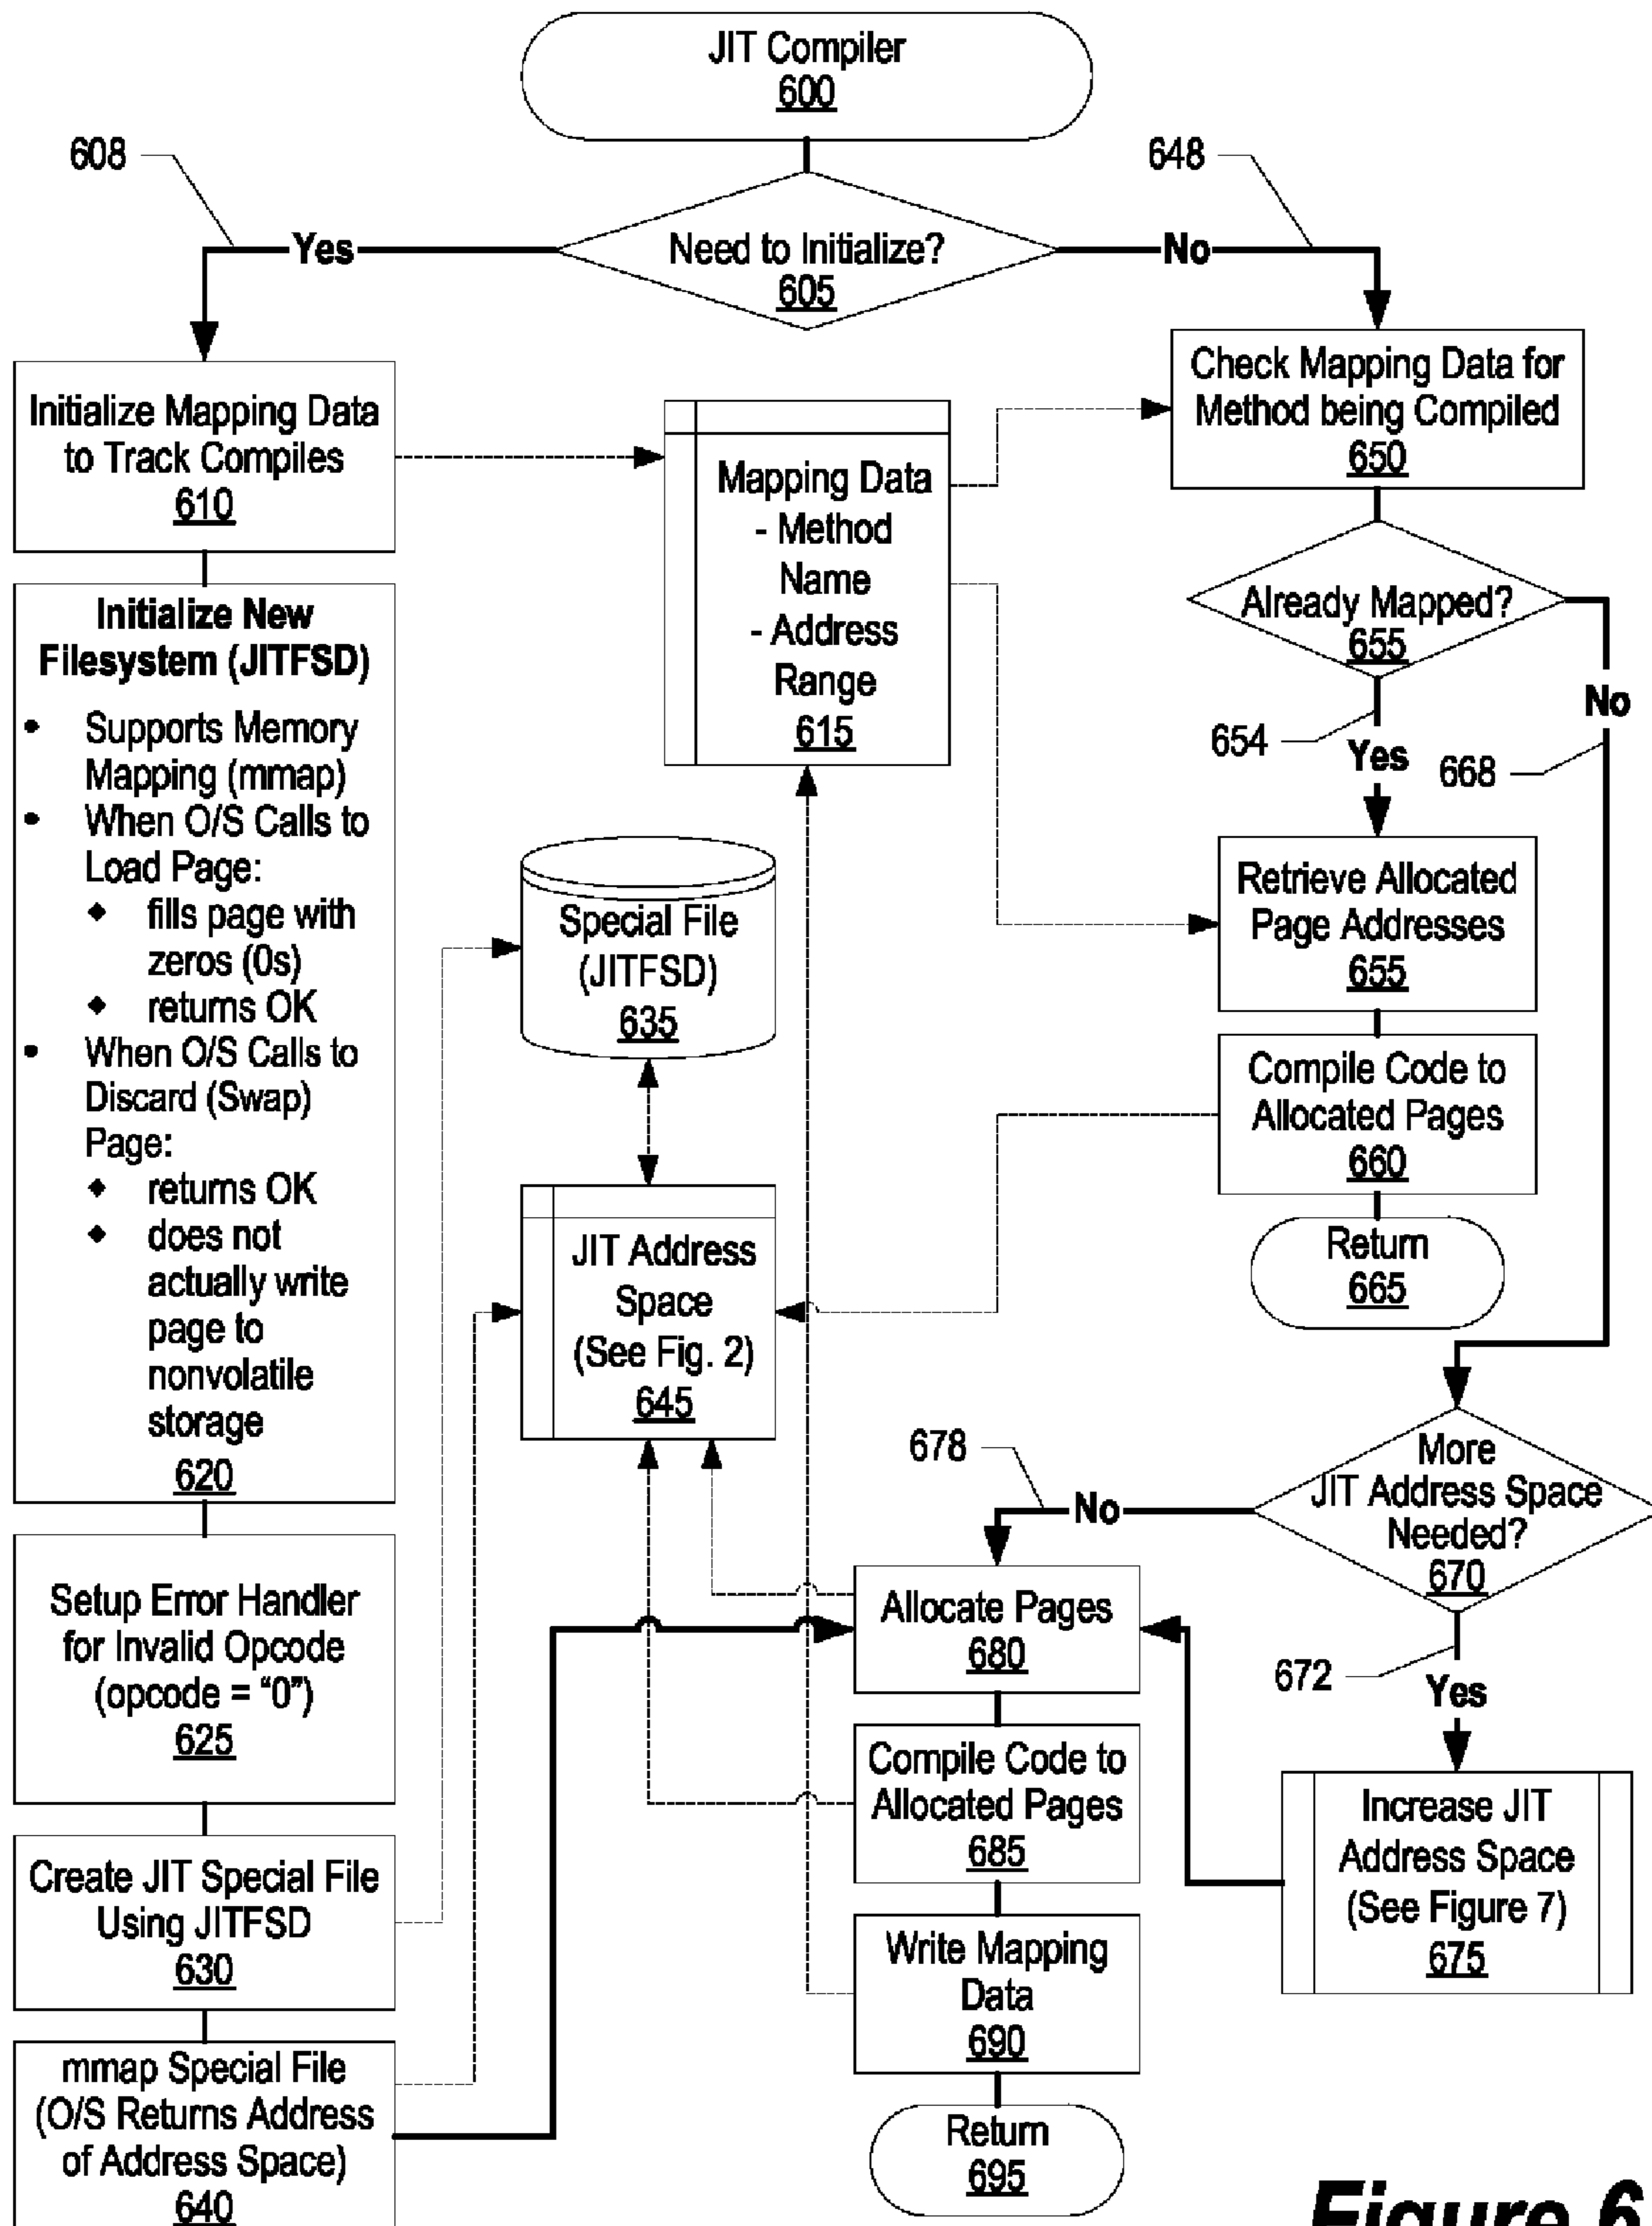 JIT Compiler
600
608
648
Yes
Need to Initialize?
605
No
Initialize Mapping Data
to Track Compiles
610
Initialize New
Filesystem (JITFSD)
• Supports Memory
Mapping (mmap)
• When O/S Calls to
Load Page:
◆ fills page with
zeros (0s)
◆ returns OK
• When O/S Calls to
Discard (Swap)
Page:
◆ returns OK
◆ does not
actually write
page to
nonvolatile
storage
620
Setup Error Handler
for Invalid Opcode
(opcode = “0”)
625
Create JIT Special File
Using JITFSD
630
mmap Special File
(O/S Returns Address
of Address Space)
640
Mapping Data
- Method
Name
- Address
Range
615
Special File
(JITFSD)
635
JIT Address
Space
(See Fig. 2)
645
Check Mapping Data for
Method being Compiled
650
Already Mapped?
655
654
Yes
No
668
Retrieve Allocated
Page Addresses
655
Compile Code to
Allocated Pages
660
Return
665
More
JIT Address Space
Needed?
670
678
No
672
Yes
Increase JIT
Address Space
(See Figure 7)
675
Allocate Pages
680
Compile Code to
Allocated Pages
685
Write Mapping
Data
690
Return
695
Figure 6